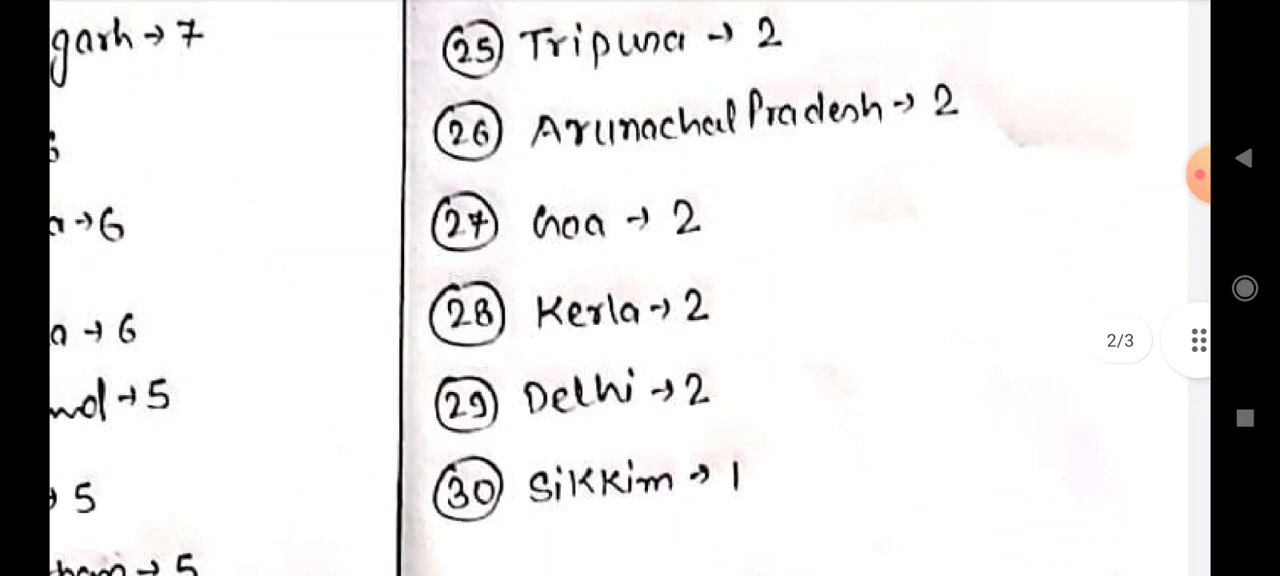 garh → 7
→ 6
a → 6
→ 5
→ 5
→ 5
(25) Tripura → 2
(26) Arunachal Pradesh → 2
(27) Goa → 2
(28) Kerla → 2
(29) Delhi → 2
(30) Sikkim → 1
2/3